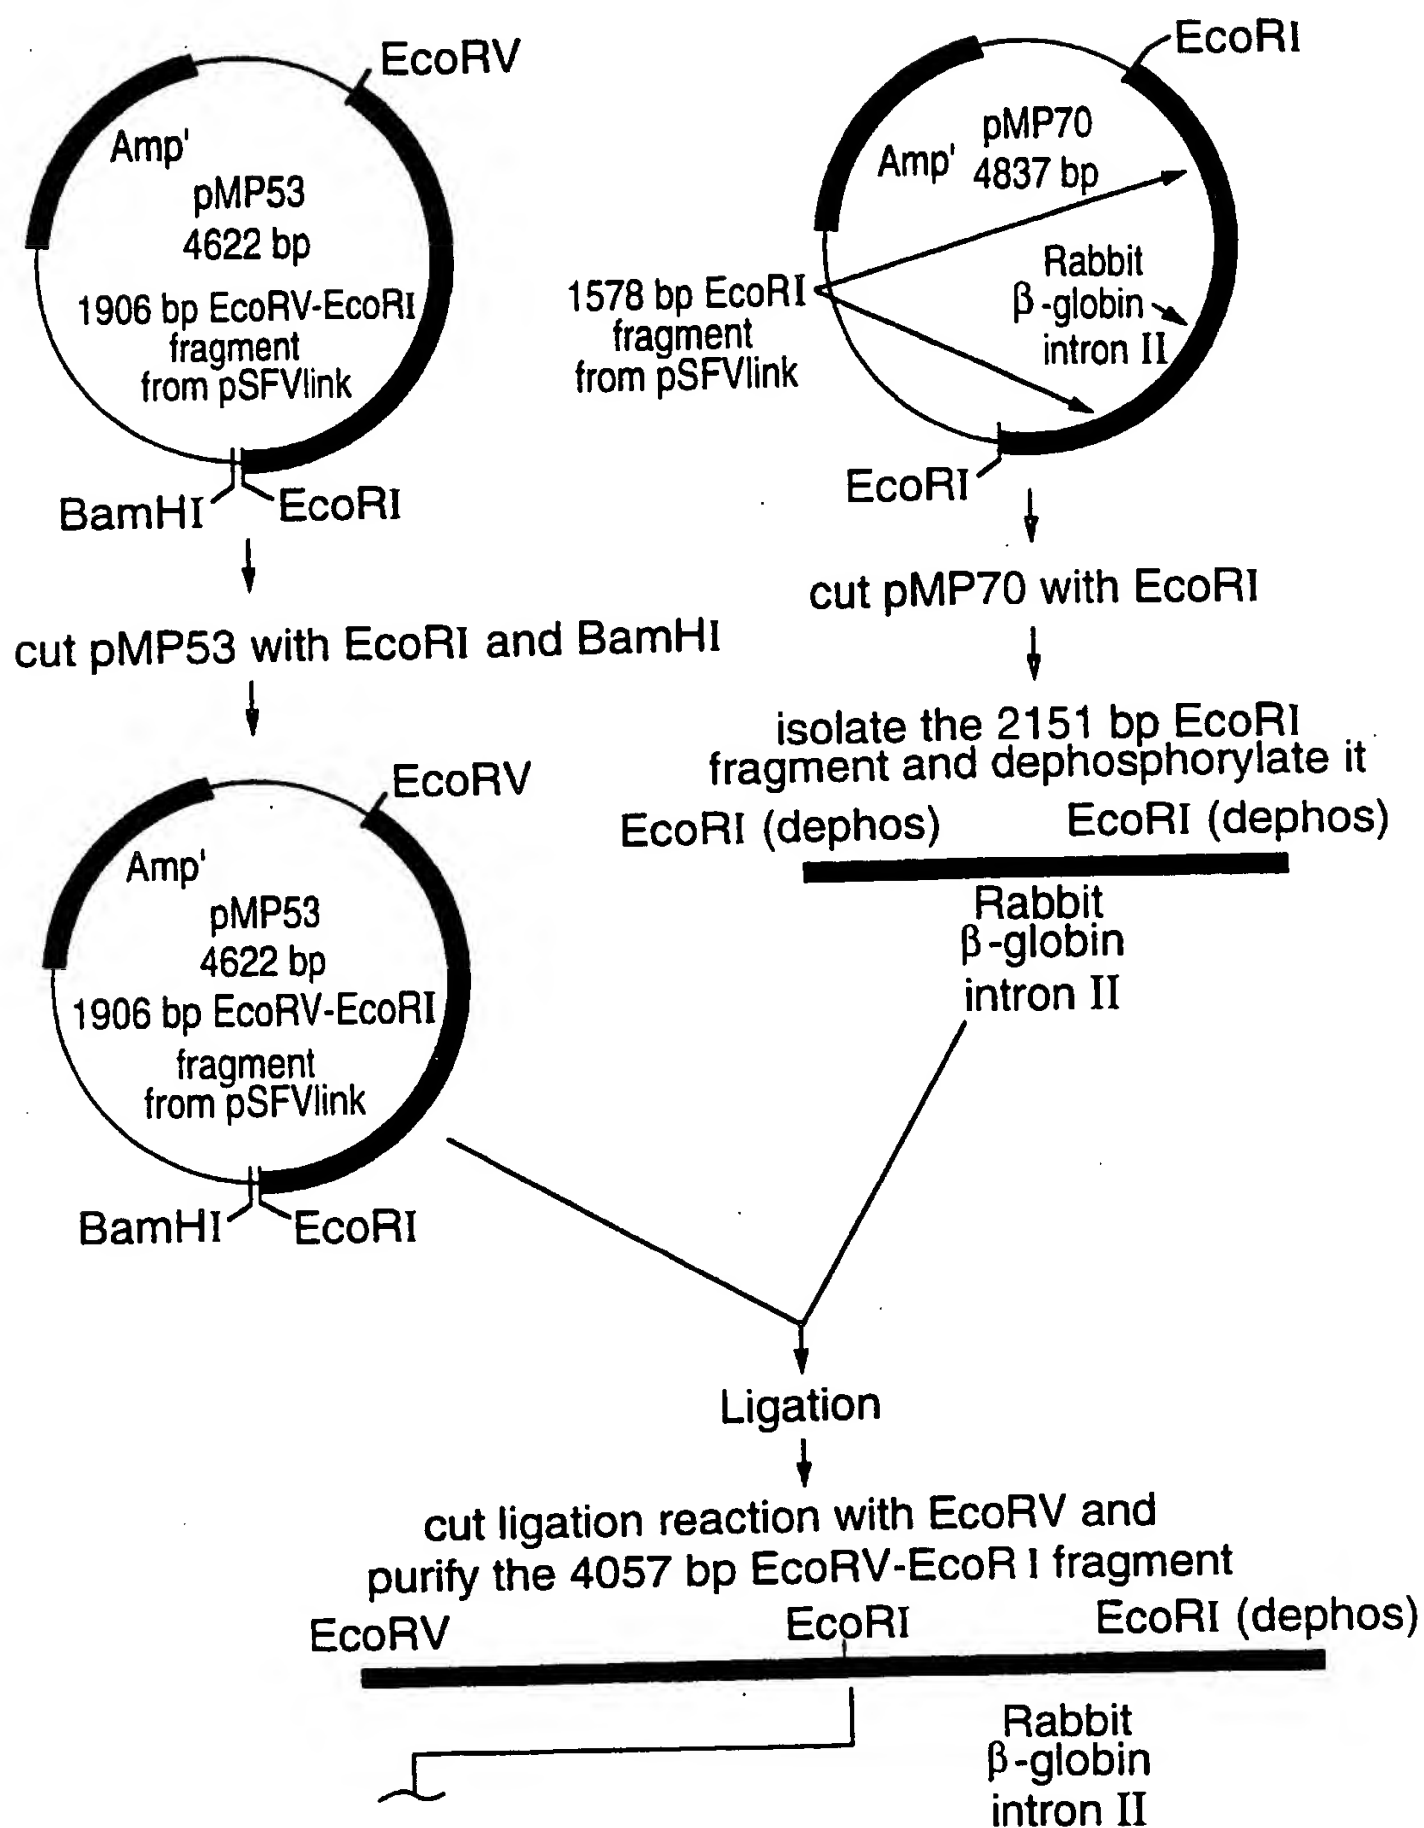 EcoRV
Amp'
pMP53
4622 bp
1906 bp EcoRV-EcoRI
fragment
from pSFVlink
BamHI
EcoRI
cut pMP53 with EcoRI and BamHI
EcoRV
Amp'
pMP53
4622 bp
1906 bp EcoRV-EcoRI
fragment
from pSFVlink
BamHI
EcoRI
EcoRI
pMP70
Amp' 4837 bp
1578 bp EcoRI
fragment
from pSFVlink
Rabbit
β-globin
intron II
EcoRI
cut pMP70 with EcoRI
isolate the 2151 bp EcoRI
fragment and dephosphorylate it
EcoRI (dephos) EcoRI (dephos)
Rabbit
β-globin
intron II
Ligation
cut ligation reaction with EcoRV and
purify the 4057 bp EcoRV-EcoR I fragment
EcoRV EcoRI EcoRI (dephos)
Rabbit
β-globin
intron II